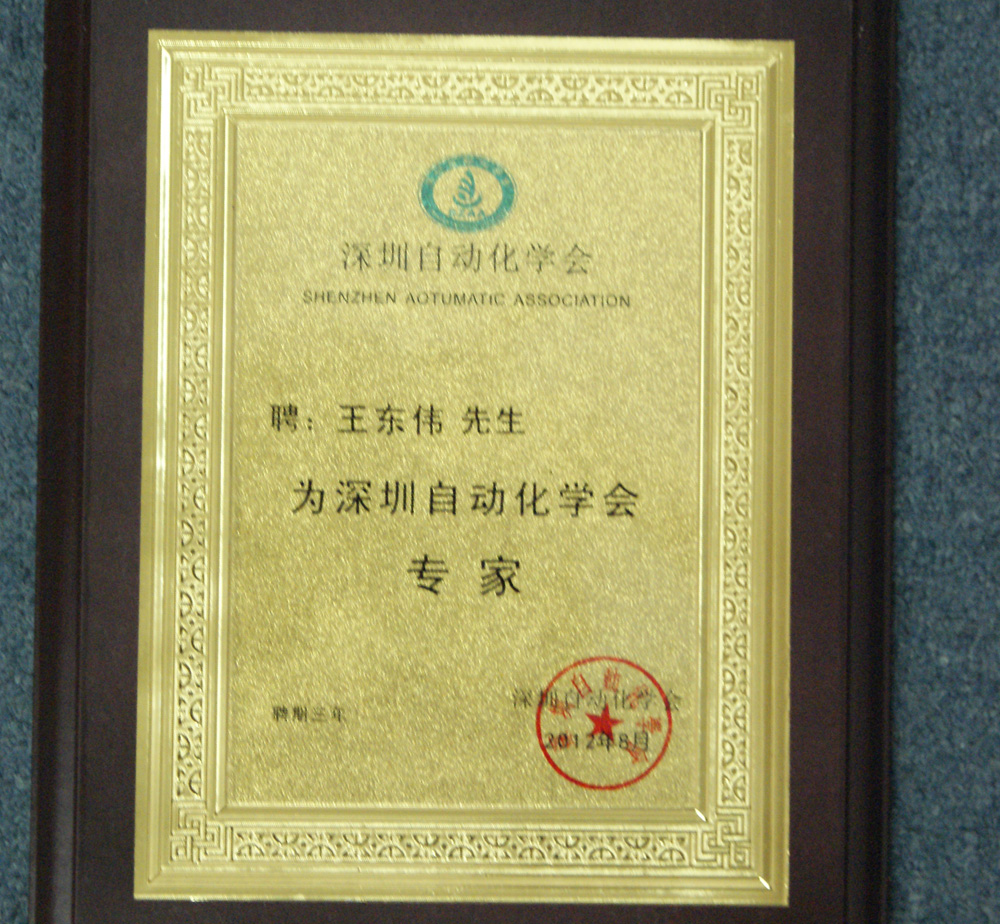 深圳自动化学会
SHENZHEN AOTUMATIC ASSOCIATION
聘：王东伟 先生
为深圳自动化学会
专 家
聘期三年
深圳自动化学会
2012年8月